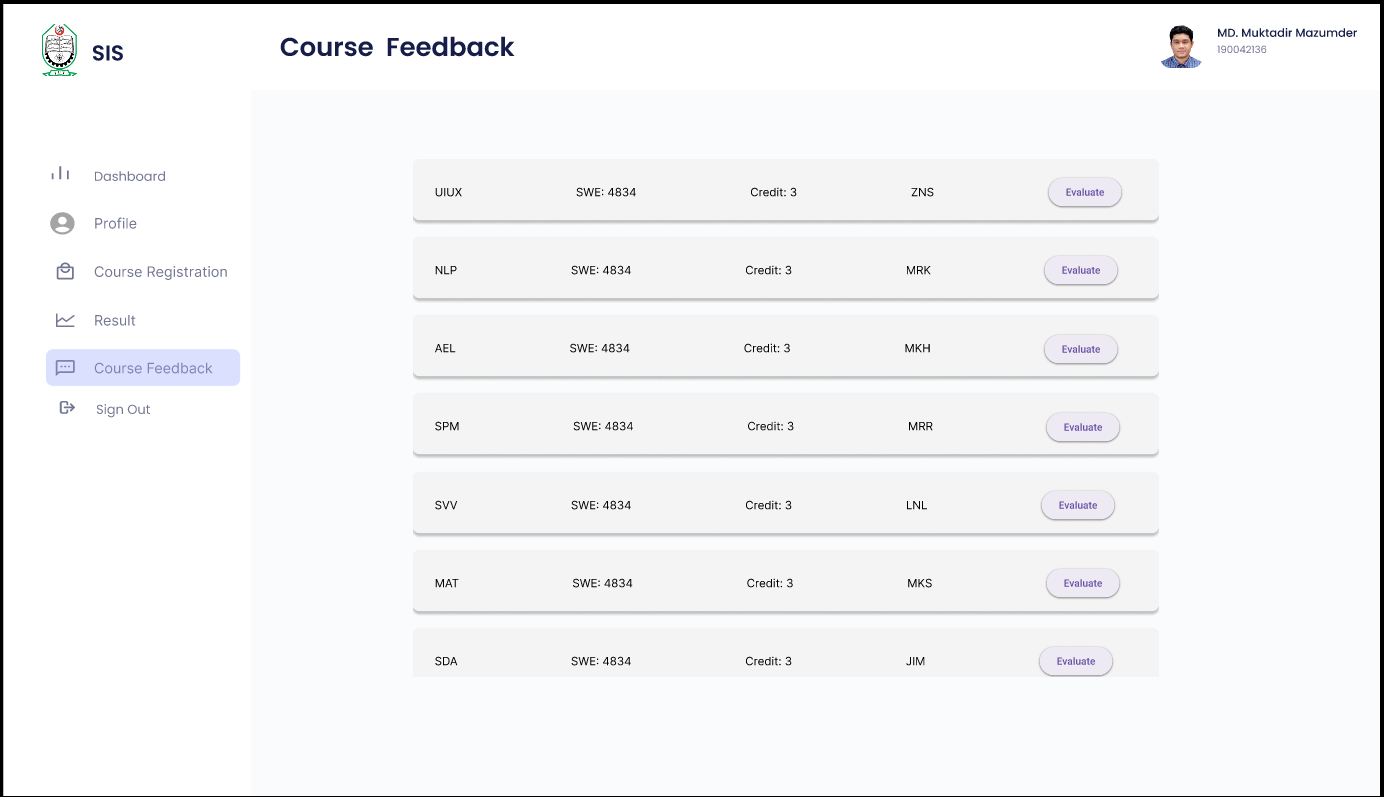 SIS
Course Feedback
MD. Muktadir Mazumder
190042136
Dashboard
Profile
Course Registration
Result
Course Feedback
Sign Out
UIUX SWE: 4834 Credit: 3 ZNS Evaluate
NLP SWE: 4834 Credit: 3 MRK Evaluate
AEL SWE: 4834 Credit: 3 MKH Evaluate
SPM SWE: 4834 Credit: 3 MRR Evaluate
SVV SWE: 4834 Credit: 3 LNL Evaluate
MAT SWE: 4834 Credit: 3 MKS Evaluate
SDA SWE: 4834 Credit: 3 JIM Evaluate